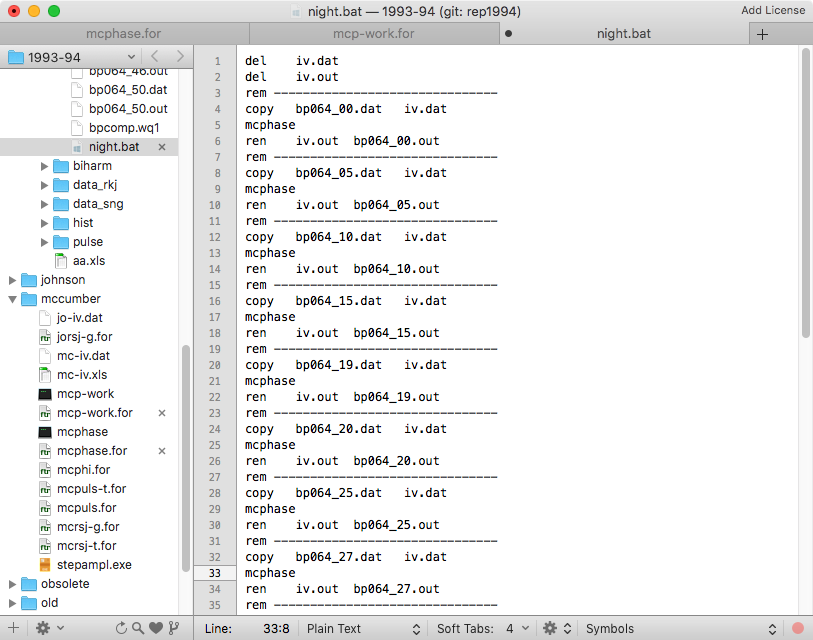 night.bat — 1993-94 (git: rep1994)
Add License
mcphase.for
mcp-work.for
night.bat
1993-94
bp064_46.out
bp064_50.dat
bp064_50.out
bpcomp.wq1
night.bat
biharm
data_rkj
data_sng
hist
pulse
aa.xls
johnson
mccumber
jo-iv.dat
jorsj-g.for
mc-iv.dat
mc-iv.xls
mcp-work
mcp-work.for
mcphase
mcphase.for
mcphi.for
mcpuls-t.for
mcpuls.for
mcrsj-g.for
mcrsj-t.for
stepampl.exe
obsolete
old
1 del iv.dat
2 del iv.out
3 rem -------------------------------
4 copy bp064_00.dat iv.dat
5 mcphase
6 ren iv.out bp064_00.out
7 rem -------------------------------
8 copy bp064_05.dat iv.dat
9 mcphase
10 ren iv.out bp064_05.out
11 rem -------------------------------
12 copy bp064_10.dat iv.dat
13 mcphase
14 ren iv.out bp064_10.out
15 rem -------------------------------
16 copy bp064_15.dat iv.dat
17 mcphase
18 ren iv.out bp064_15.out
19 rem -------------------------------
20 copy bp064_19.dat iv.dat
21 mcphase
22 ren iv.out bp064_19.out
23 rem -------------------------------
24 copy bp064_20.dat iv.dat
25 mcphase
26 ren iv.out bp064_20.out
27 rem -------------------------------
28 copy bp064_25.dat iv.dat
29 mcphase
30 ren iv.out bp064_25.out
31 rem -------------------------------
32 copy bp064_27.dat iv.dat
33 mcphase
34 ren iv.out bp064_27.out
35 rem -------------------------------
Line: 33:8 Plain Text Soft Tabs: 4 Symbols